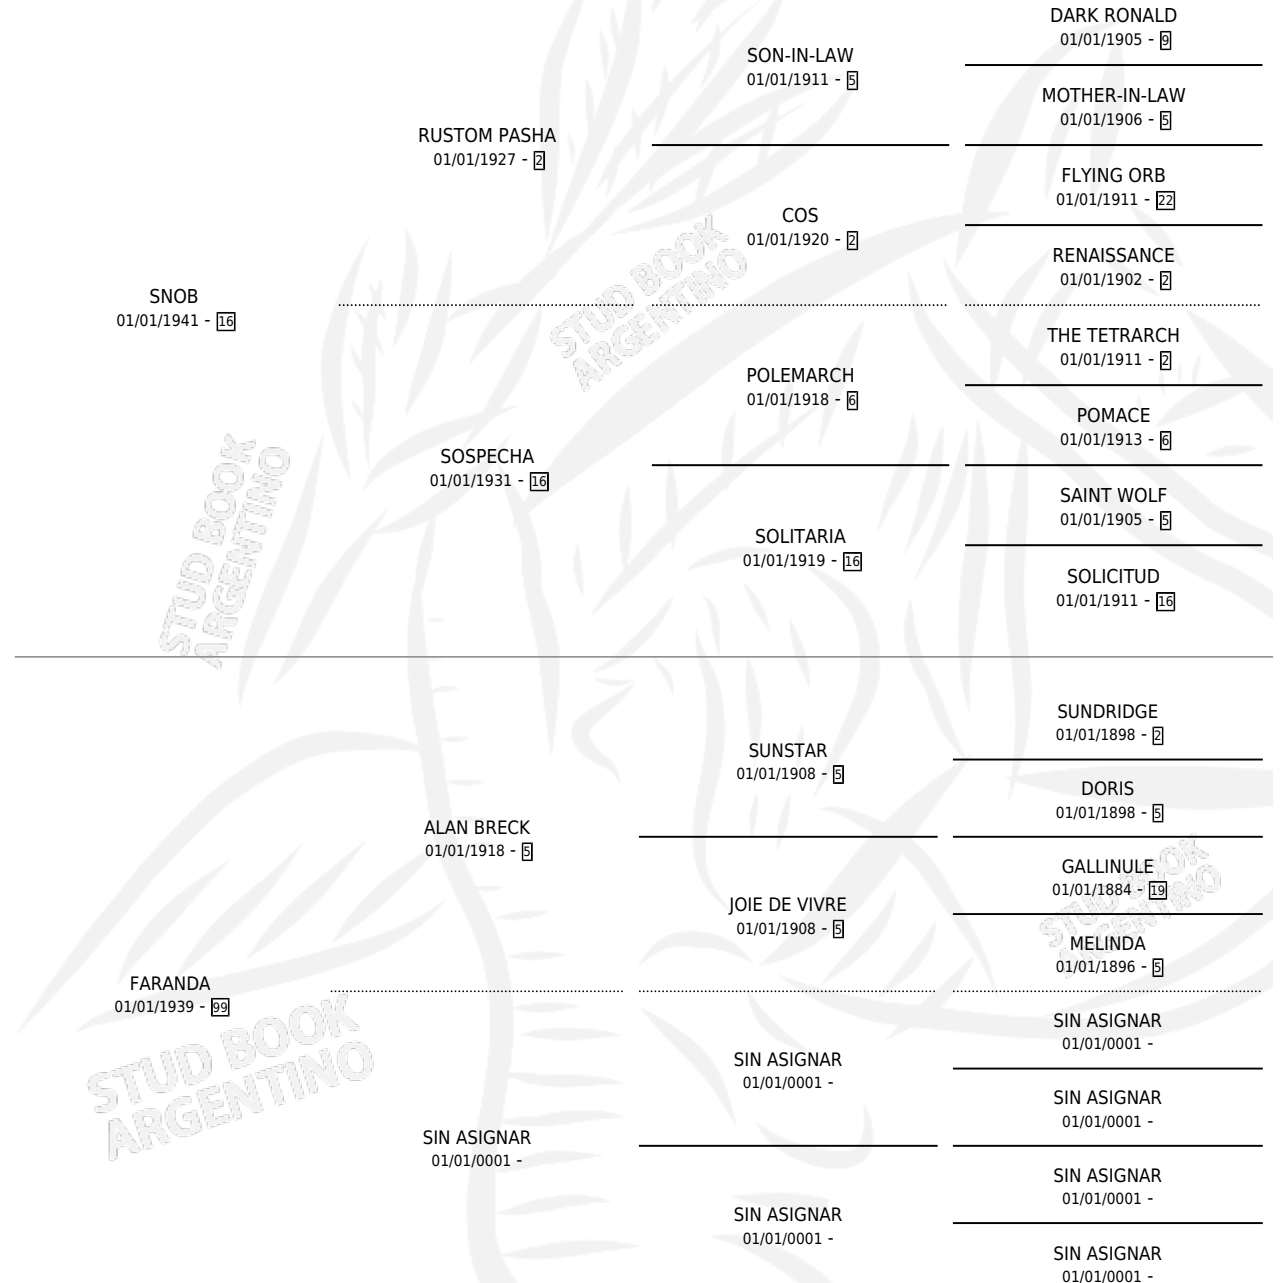 DARK RONALD
01/01/1905 - 9
SON-IN-LAW
01/01/1911 - 5
MOTHER-IN-LAW
01/01/1906 - 5
RUSTOM PASHA
01/01/1927 - 2
FLYING ORB
01/01/1911 - 22
COS
01/01/1920 - 2
RENAISSANCE
01/01/1902 - 2
SNOB
01/01/1941 - 16
THE TETRARCH
01/01/1911 - 2
POLEMARCH
01/01/1918 - 6
POMACE
01/01/1913 - 6
SOSPECHA
01/01/1931 - 16
SAINT WOLF
01/01/1905 - 5
SOLITARIA
01/01/1919 - 16
SOLICITUD
01/01/1911 - 16
STUD BOOK
ARGENTINO
STUD BOOK
ARGENTINO
SUNDRIDGE
01/01/1898 - 2
SUNSTAR
01/01/1908 - 5
DORIS
01/01/1898 - 5
ALAN BRECK
01/01/1918 - 5
GALLINULE
01/01/1884 - 19
JOIE DE VIVRE
01/01/1908 - 5
MELINDA
01/01/1896 - 5
FARANDA
01/01/1939 - 99
SIN ASIGNAR
01/01/0001 -
SIN ASIGNAR
01/01/0001 -
SIN ASIGNAR
01/01/0001 -
SIN ASIGNAR
01/01/0001 -
SIN ASIGNAR
01/01/0001 -
SIN ASIGNAR
01/01/0001 -
SIN ASIGNAR
01/01/0001 -
STUD BOOK
ARGENTINO
STUD BOOK
ARGENTINO